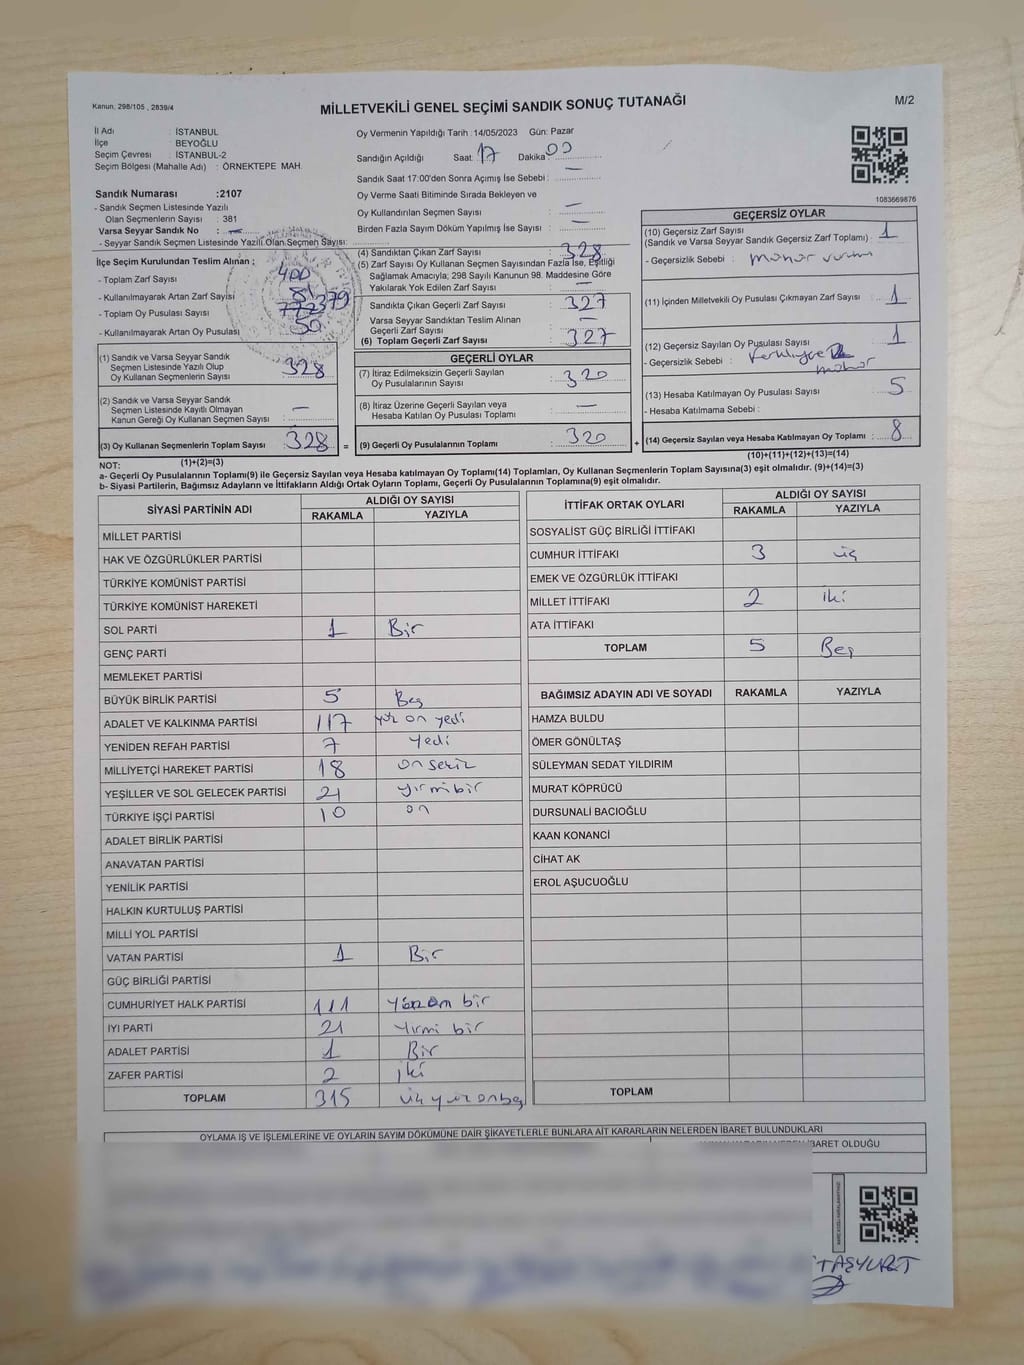 Kanun, 298/105 , 2839/4
MİLLETVEKİLİ GENEL SEÇİMİ SANDIK SONUÇ TUTANAĞI
M/2
İl Adı : İSTANBUL
İlçe : BEYOĞLU
Seçim Çevresi : İSTANBUL-2
Seçim Bölgesi (Mahalle Adı) : ÖRNEKTEPE MAH.
Sandık Numarası :2107
- Sandık Seçmen Listesinde Yazılı
Olan Seçmenlerin Sayısı : 381
Varsa Seyyar Sandık No : —
- Seyyar Sandık Seçmen Listesinde Yazılı Olan Seçmen Sayısı:
Oy Vermenin Yapıldığı Tarih :14/05/2023 Gün: Pazar
Sandığın Açıldığı Saat: 17 Dakika: 00
Sandık Saat 17:00'den Sonra Açımış İse Sebebi : —
Oy Verme Saati Bitiminde Sırada Bekleyen ve
Oy Kullandırılan Seçmen Sayısı : —
Birden Fazla Sayım Döküm Yapılmış İse Sayısı : —
1083669876
İlçe Seçim Kurulundan Teslim Alınan ;
- Toplam Zarf Sayısı : 400
- Kullanılmayarak Artan Zarf Sayısı
- Toplam Oy Pusulası Sayısı : 379
- Kullanılmayarak Artan Oy Pusulası 50
(4) Sandıktan Çıkan Zarf Sayısı : 328
(5) Zarf Sayısı Oy Kullanan Seçmen Sayısından Fazla İse, Eşitliği
Sağlamak Amacıyla; 298 Sayılı Kanunun 98. Maddesine Göre
Yakılarak Yok Edilen Zarf Sayısı : —
Sandıkta Çıkan Geçerli Zarf Sayısı : 327
Varsa Seyyar Sandıktan Teslim Alınan
Geçerli Zarf Sayısı : —
(6) Toplam Geçerli Zarf Sayısı : 327
GEÇERSİZ OYLAR
(10) Geçersiz Zarf Sayısı : 1
(Sandık ve Varsa Seyyar Sandık Geçersiz Zarf Toplamı)
- Geçersizlik Sebebi :
(11) İçinden Milletvekili Oy Pusulası Çıkmayan Zarf Sayısı : 1
(12) Geçersiz Sayılan Oy Pusulası Sayısı : 1
- Geçersizlik Sebebi :
(13) Hesaba Katılmayan Oy Pusulası Sayısı : 5
- Hesaba Katılmama Sebebi :
(14) Geçersiz Sayılan veya Hesaba Katılmayan Oy Toplamı : 8
(10)+(11)+(12)+(13)=(14)
(1) Sandık ve Varsa Seyyar Sandık
Seçmen Listesinde Yazılı Olup
Oy Kullanan Seçmenlerin Sayısı : 328
(2) Sandık ve Varsa Seyyar Sandık
Seçmen Listesinde Kayıtlı Olmayan
Kanun Gereği Oy Kullanan Seçmen Sayısı : —
(3) Oy Kullanan Seçmenlerin Toplam Sayısı : 328 =
(1)+(2)=(3)
GEÇERLİ OYLAR
(7) İtiraz Edilmeksizin Geçerli Sayılan
Oy Pusulalarının Sayısı : 320
(8) İtiraz Üzerine Geçerli Sayılan veya
Hesaba Katılan Oy Pusulası Toplamı : —
(9) Geçerli Oy Pusulalarının Toplamı : 320 +
NOT:
a- Geçerli Oy Pusulalarının Toplamı(9) ile Geçersiz Sayılan veya Hesaba katılmayan Oy Toplamı(14) Toplamları, Oy Kullanan Seçmenlerin Toplam Sayısına(3) eşit olmalıdır. (9)+(14)=(3)
b- Siyasi Partilerin, Bağımsız Adayların ve İttifakların Aldığı Ortak Oyların Toplamı, Geçerli Oy Pusulalarının Toplamına(9) eşit olmalıdır.
SİYASİ PARTİNİN ADI ALDIĞI OY SAYISI
RAKAMLA YAZIYLA
MİLLET PARTİSİ
HAK VE ÖZGÜRLÜKLER PARTİSİ
TÜRKİYE KOMÜNİST PARTİSİ
TÜRKİYE KOMÜNİST HAREKETİ
SOL PARTİ 1 Bir
GENÇ PARTİ
MEMLEKET PARTİSİ
BÜYÜK BİRLİK PARTİSİ 5 Beş
ADALET VE KALKINMA PARTİSİ 117 yüz on yedi
YENİDEN REFAH PARTİSİ 7 yedi
MİLLİYETÇİ HAREKET PARTİSİ 18 on sekiz
YEŞİLLER VE SOL GELECEK PARTİSİ 21 yirmi bir
TÜRKİYE İŞÇİ PARTİSİ 10 on
ADALET BİRLİK PARTİSİ
ANAVATAN PARTİSİ
YENİLİK PARTİSİ
HALKIN KURTULUŞ PARTİSİ
MİLLİ YOL PARTİSİ
VATAN PARTİSİ 1 Bir
GÜÇ BİRLİĞİ PARTİSİ
CUMHURİYET HALK PARTİSİ 111 yüz on bir
İYİ PARTİ 21 yirmi bir
ADALET PARTİSİ 1 Bir
ZAFER PARTİSİ 2 iki
TOPLAM 315 üç yüz onbeş
İTTİFAK ORTAK OYLARI ALDIĞI OY SAYISI
RAKAMLA YAZIYLA
SOSYALİST GÜÇ BİRLİĞİ İTTİFAKI
CUMHUR İTTİFAKI 3 üç
EMEK VE ÖZGÜRLÜK İTTİFAKI
MİLLET İTTİFAKI 2 iki
ATA İTTİFAKI
TOPLAM 5 Beş
BAĞIMSIZ ADAYIN ADI VE SOYADI RAKAMLA YAZIYLA
HAMZA BULDU
ÖMER GÖNÜLTAŞ
SÜLEYMAN SEDAT YILDIRIM
MURAT KÖPRÜCÜ
DURSUNALİ BACIOĞLU
KAAN KONANCİ
CİHAT AK
EROL AŞUCUOĞLU
TOPLAM
OYLAMA İŞ VE İŞLEMLERİNE VE OYLARIN SAYIM DÖKÜMÜNE DAİR ŞİKAYETLERLE BUNLARA AİT KARARLARIN NELERDEN İBARET BULUNDUKLARI
İBARET OLDUĞU
TAŞYURT